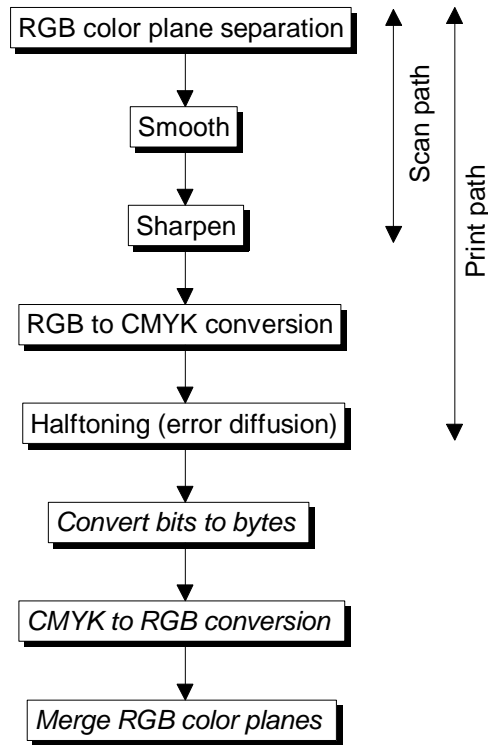 RGB color plane separation
Smooth
Sharpen
RGB to CMYK conversion
Halftoning (error diffusion)
Convert bits to bytes
CMYK to RGB conversion
Merge RGB color planes
Scan path
Print path